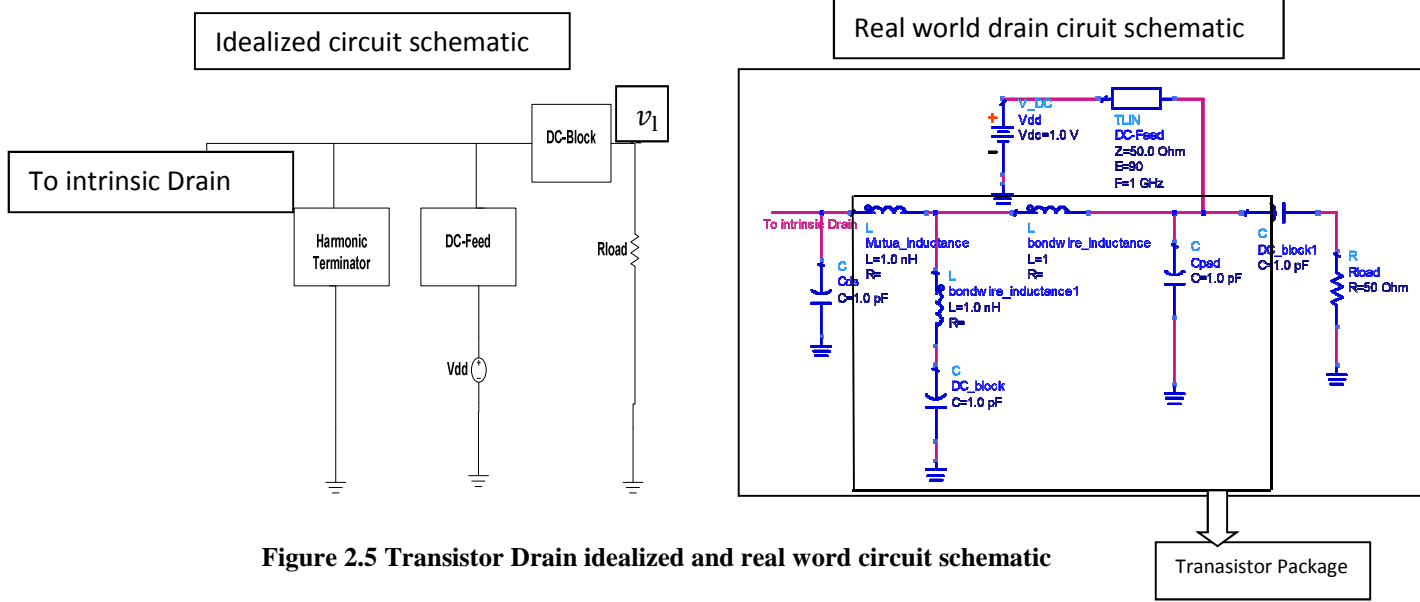 Idealized circuit schematic
Real world drain ciruit schematic
DC-Block
v1
To intrinsic Drain
Harmonic
Terminator
DC-Feed
Rload
Vdd
+
−
+
−
V_DC
Vdd
Vdc=1.0 V
TLIN
DC-Feed
Z=50.0 Ohm
E=90
F=1 GHz
To intrinsic Drain
L
Mutua_inductance
L=1.0 nH
R=
L
bondwire_inductance
L=1
R=
C
Cds
C=1.0 pF
L
bondwire_inductance1
L=1.0 nH
R=
C
DC_block
C=1.0 pF
C
Cpad
C=1.0 pF
C
DC_block1
C=1.0 pF
R
Rload
R=50 Ohm
Figure 2.5 Transistor Drain idealized and real word circuit schematic
Tranasistor Package